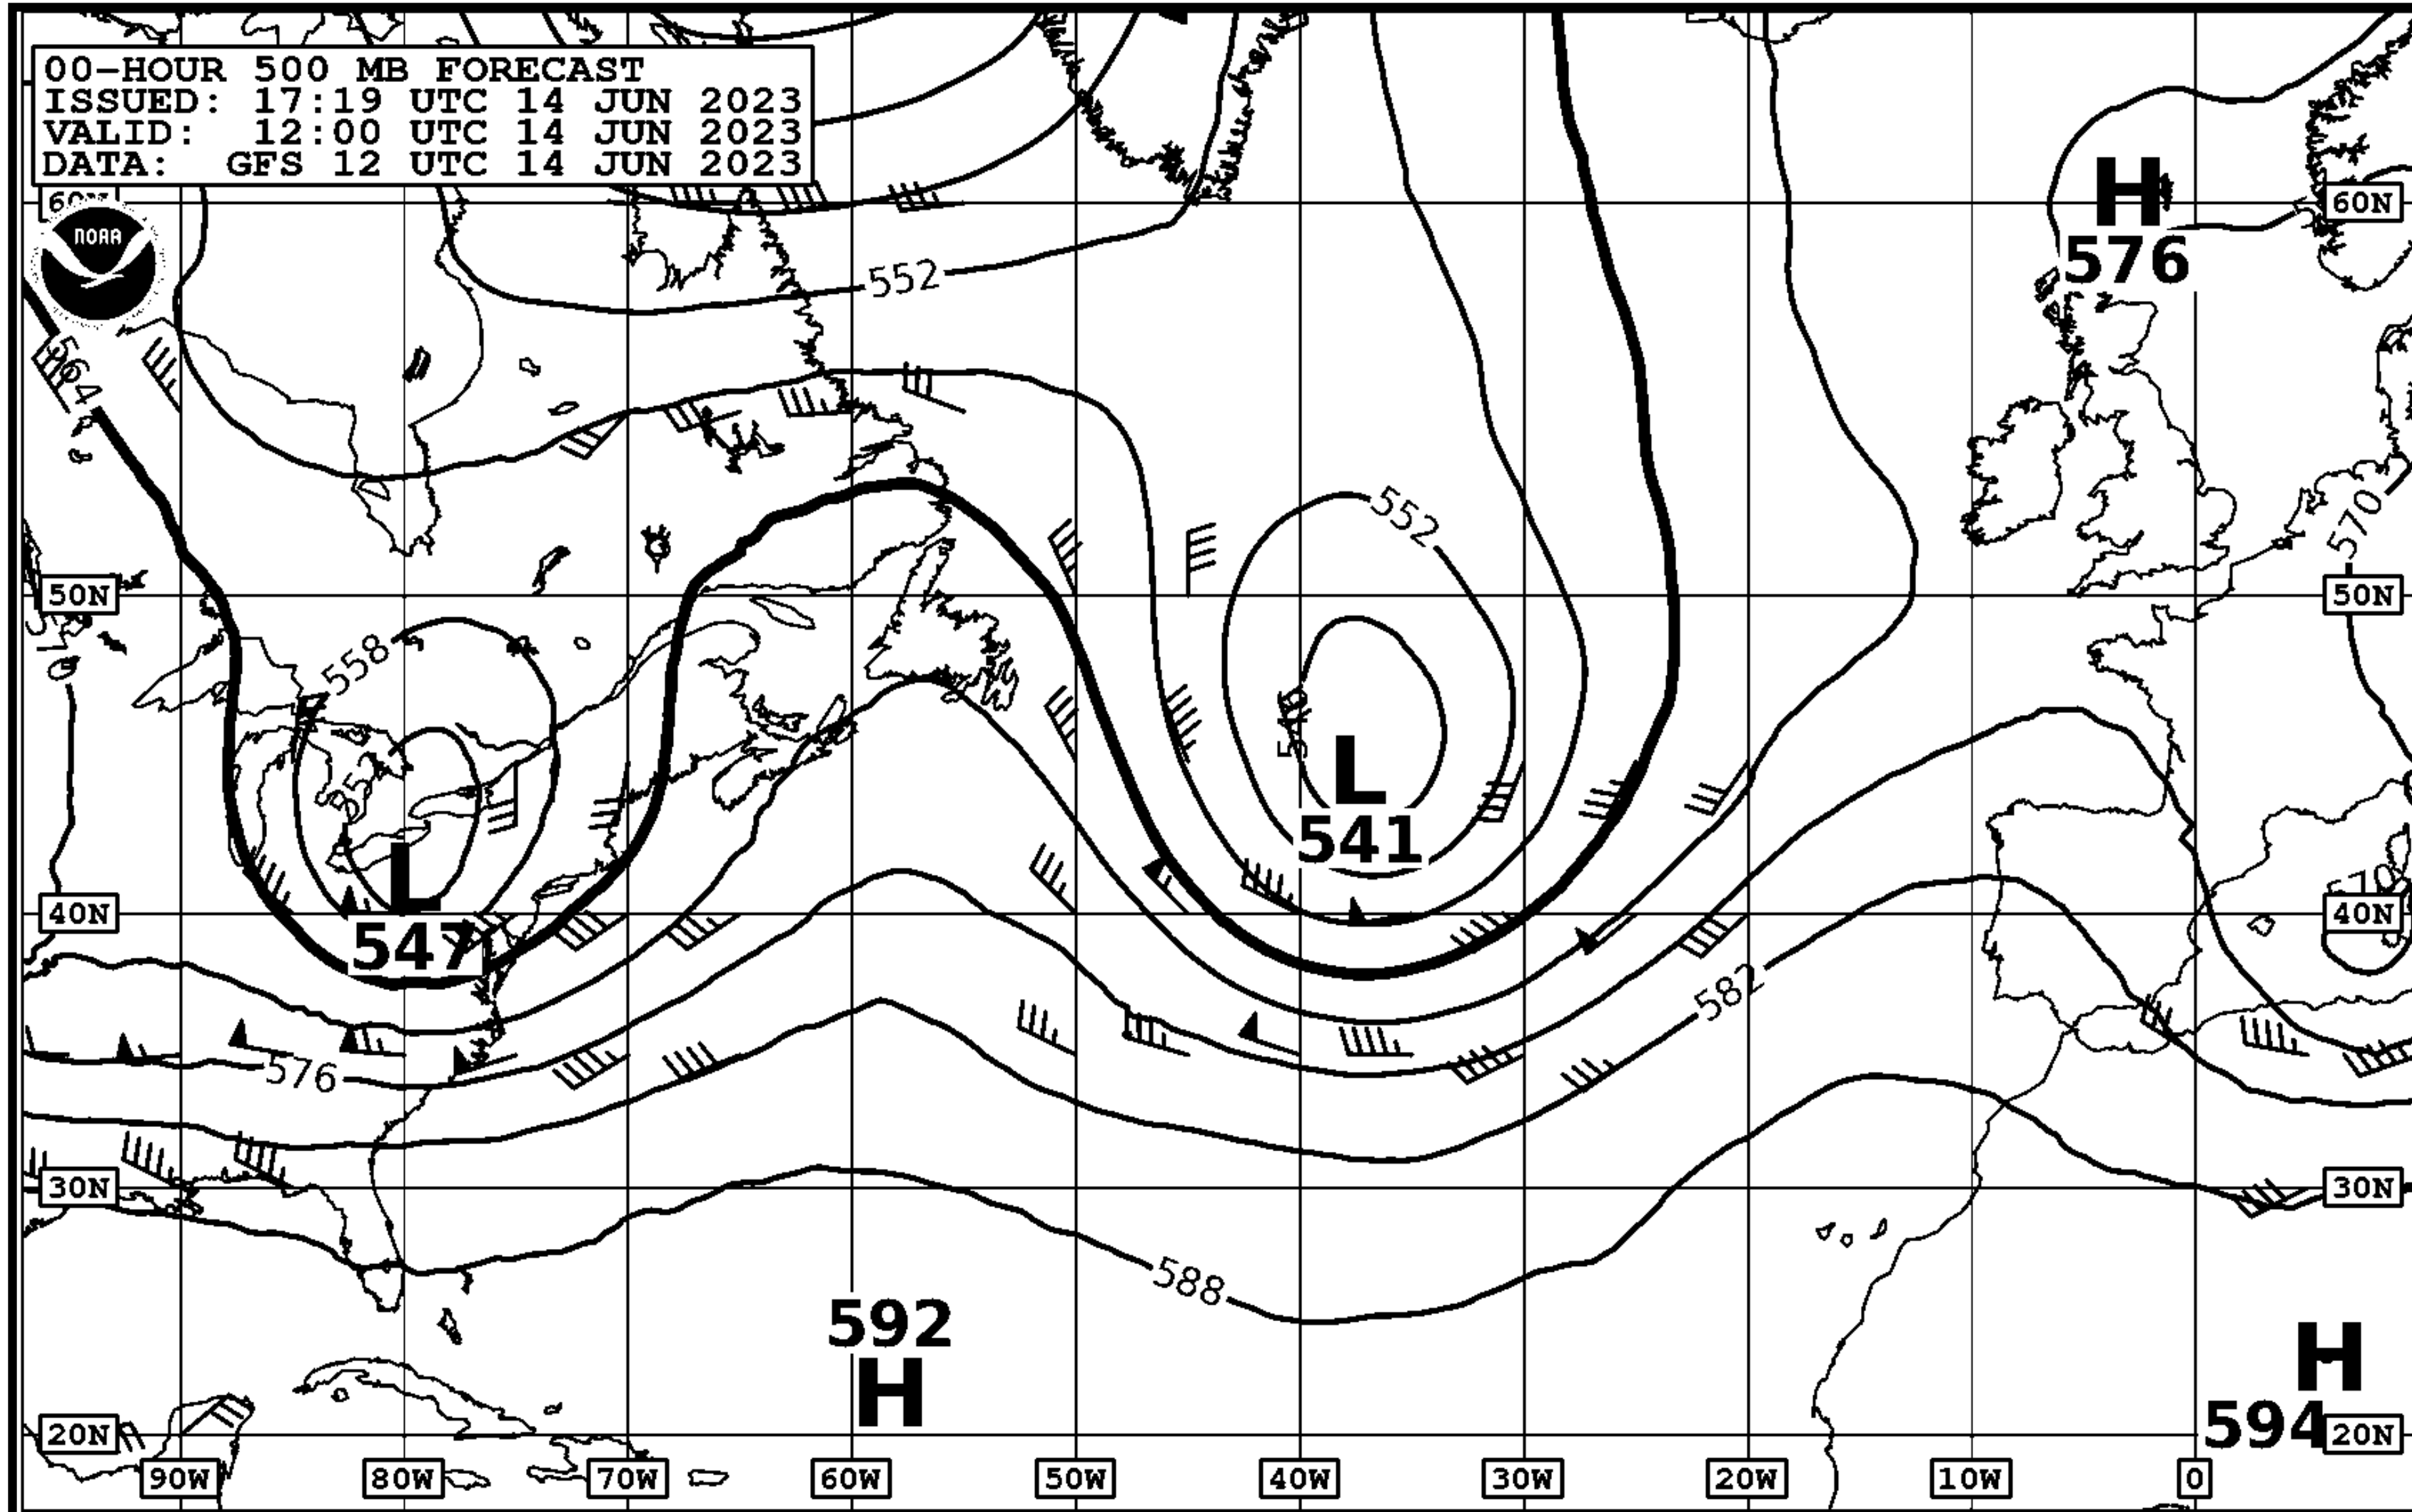 00-HOUR 500 MB FORECAST
ISSUED: 17:19 UTC 14 JUN 2023
VALID: 12:00 UTC 14 JUN 2023
DATA: GFS 12 UTC 14 JUN 2023
NOAA
60N
H
576
552
564
552
570
50N
50N
558
546
L
541
L
547
40N
40N
582
576
30N
30N
588
592
H
H
594
20N
20N
90W
80W
70W
60W
50W
40W
30W
20W
10W
0